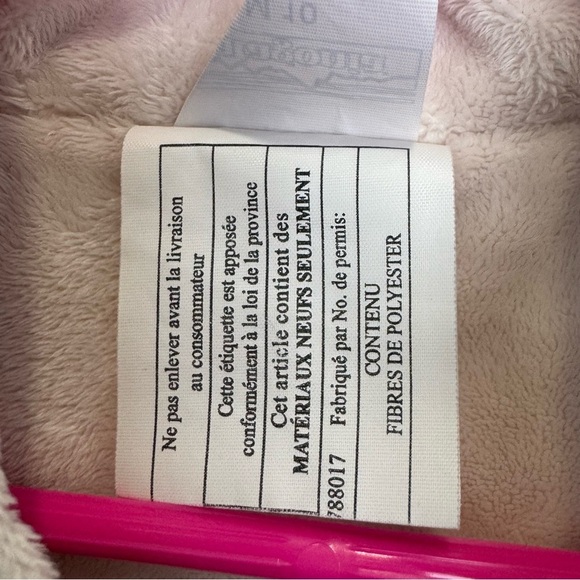 Ne pas enlever avant la livraison
au consommateur
Cette étiquette est apposée
conformément à la loi de la province
Cet article contient des
MATÉRIAUX NEUFS SEULEMENT
Fabriqué par No. de permis:
788017
CONTENU
FIBRES DE POLYESTER